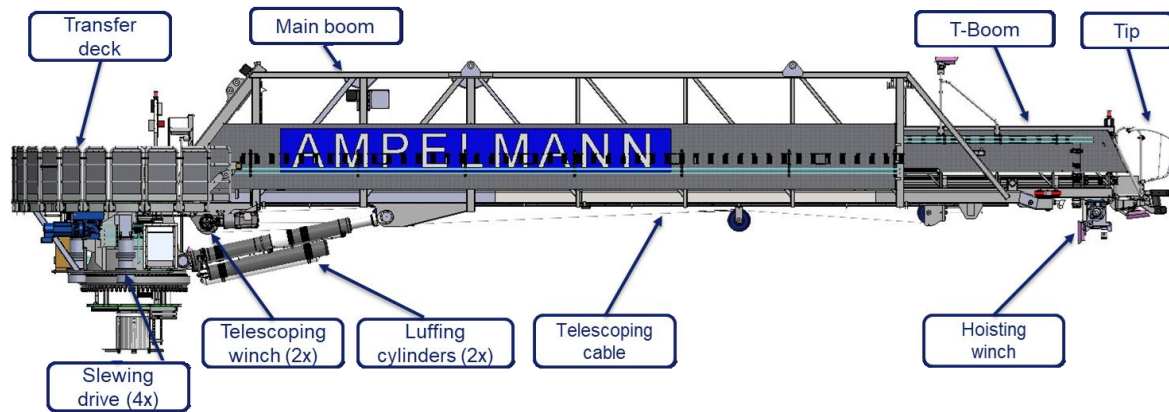 Transfer
deck
Main boom
T-Boom
Tip
AMPELMANN
Telescoping
winch (2x)
Luffing
cylinders (2x)
Telescoping
cable
Hoisting
winch
Slewing
drive (4x)